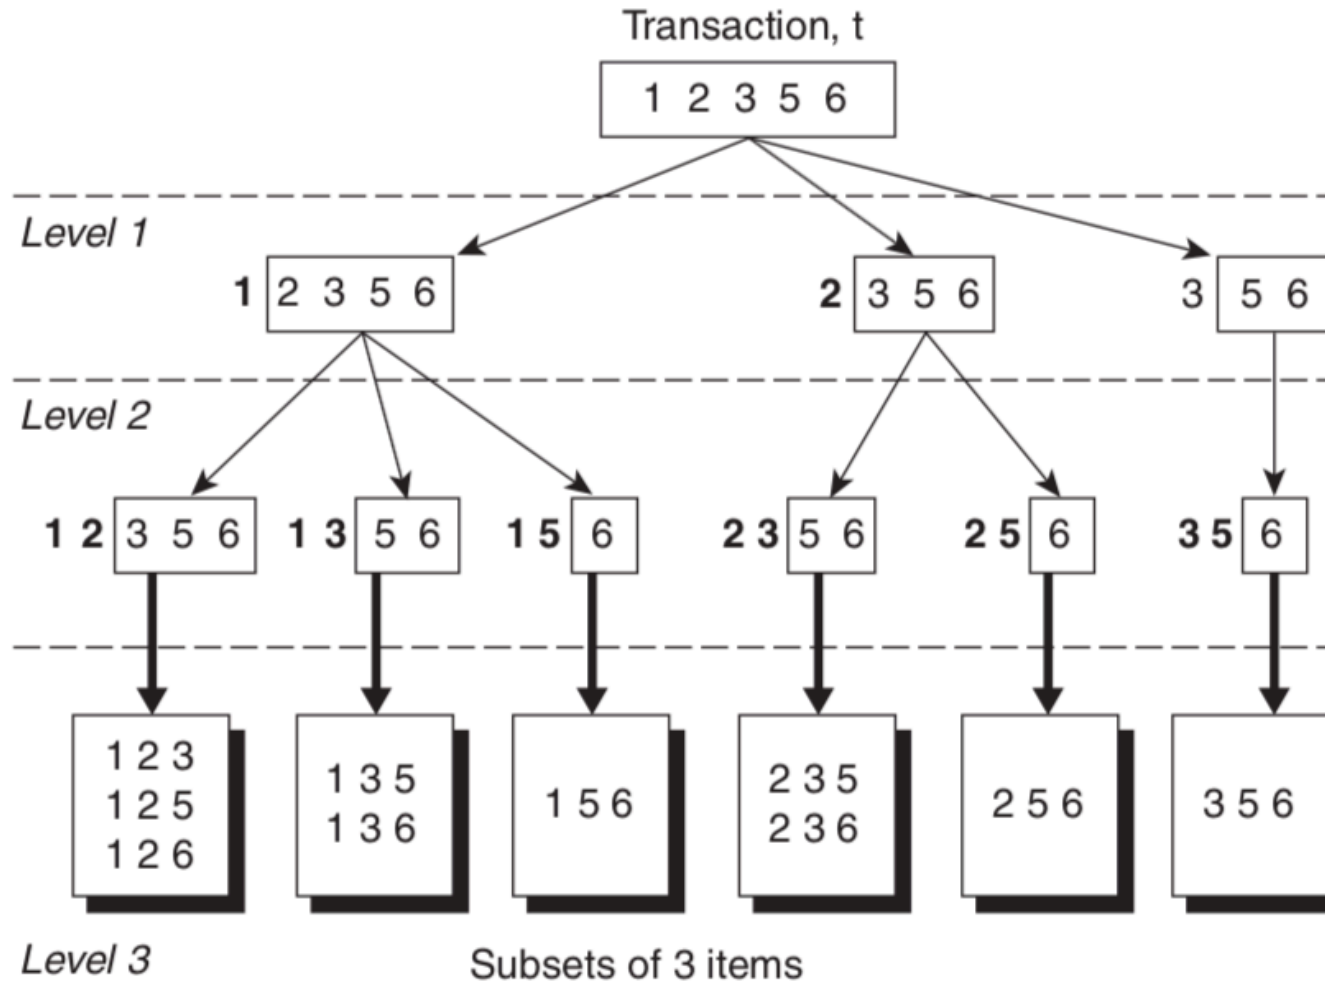 Transaction, t
1 2 3 5 6
Level 1
1 2 3 5 6
2 3 5 6
3 5 6
Level 2
1 2 3 5 6
1 3 5 6
1 5 6
2 3 5 6
2 5 6
3 5 6
1 2 3
1 2 5
1 2 6
1 3 5
1 3 6
1 5 6
2 3 5
2 3 6
2 5 6
3 5 6
Level 3
Subsets of 3 items